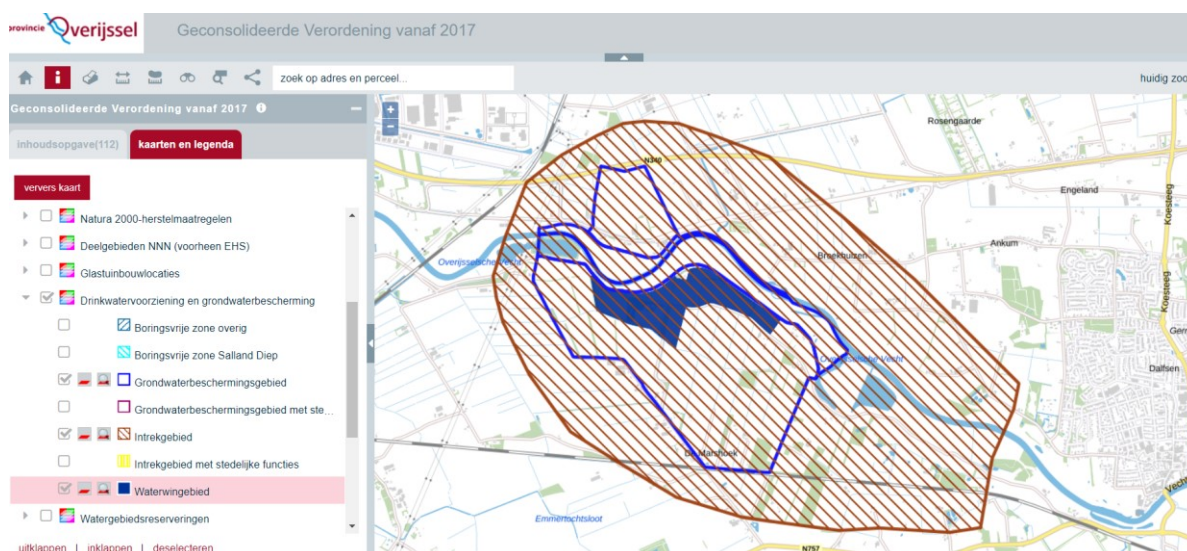 provincie Overijssel
Geconsolideerde Verordening vanaf 2017
zoek op adres en perceel...
huidig zoo
Geconsolideerde Verordening vanaf 2017
inhoudsopgave(112)
kaarten en legenda
ververs kaart
Natura 2000-herstelmaatregelen
Deelgebieden NNN (voorheen EHS)
Glastuinbouwlocaties
Drinkwatervoorziening en grondwaterbescherming
Boringsvrije zone overig
Boringsvrije zone Salland Diep
Grondwaterbeschermingsgebied
Grondwaterbeschermingsgebied met ste...
Intrekgebied
Intrekgebied met stedelijke functies
Waterwingebied
Watergebiedsreserveringen
uitklappen | inklappen | deselecteren
Rosengaarde
N340
Engeland
Koesteeg
Ankum
Broekhuizen
Overijsselsche Vecht
Koesteeg
Overijsselsche Vecht
Dalfsen
De Marshoek
Vecht
Emmertochtsloot
N757